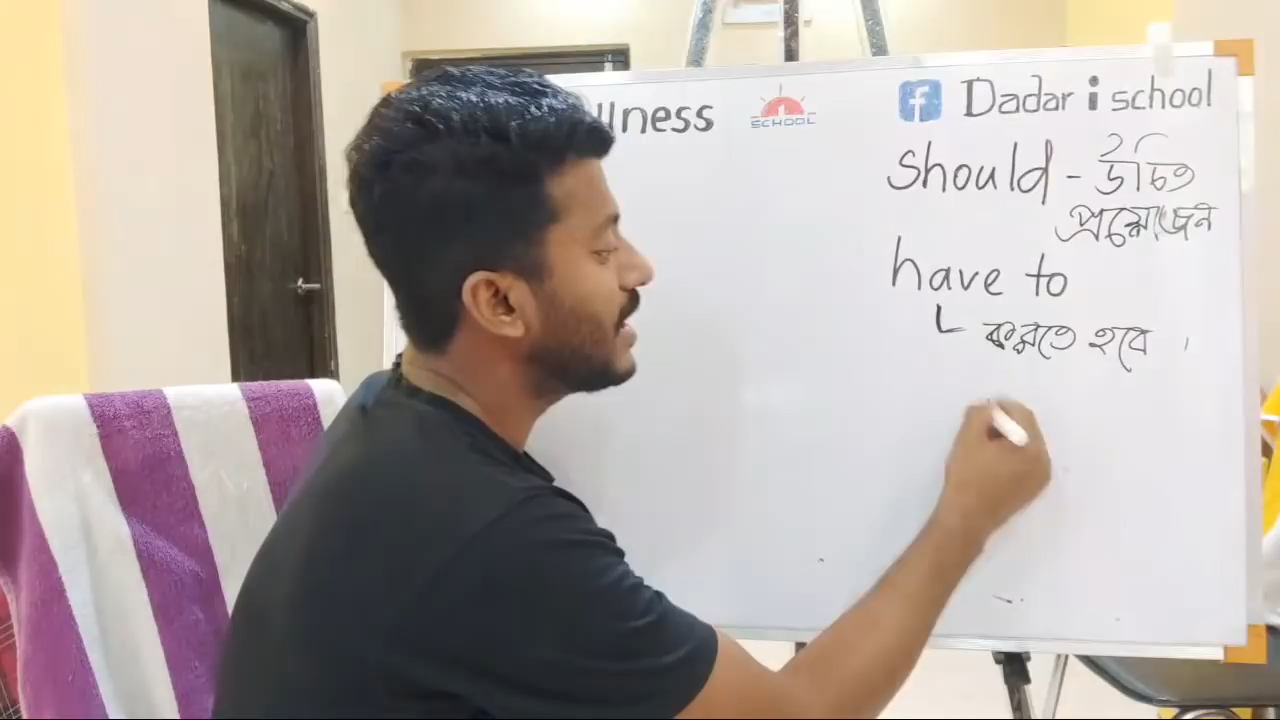 llness
SCHOOL
f Dadar i school
should - উচিত
প্রয়োজন
have to
করতে হবে ।